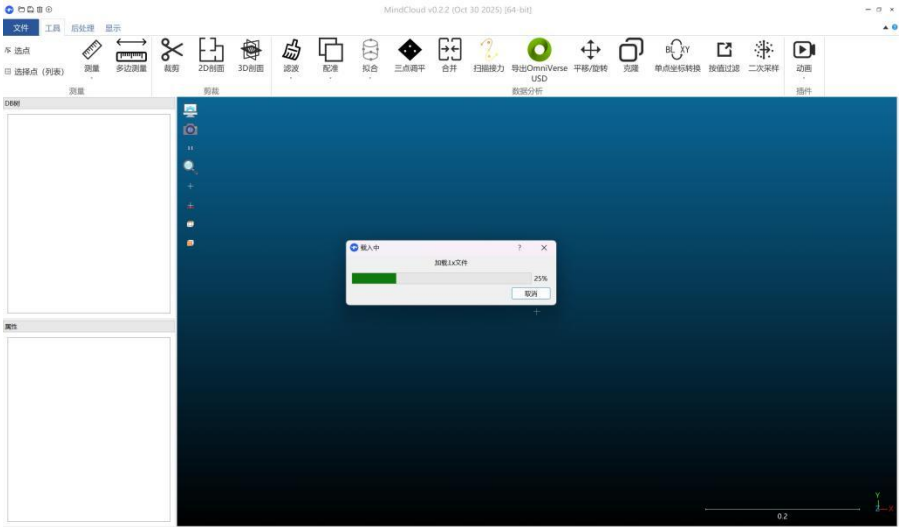 MindCloud v0.2.2 (Oct 30 2025) [64-bit]
文件 工具 后处理 显示
选点
选择点（列表）
测量 多边测量 裁剪 2D剖面 3D剖面 滤波 配准 拟合 三点调平 合并 扫描接力 导出OmniVerse USD 平移/旋转 克隆 单点坐标转换 按值过滤 二次采样 动画
测量 剪裁 数据分析 插件
DB树
载入中 ? ×
25%
取消
属性
Y
X
Z
0.2